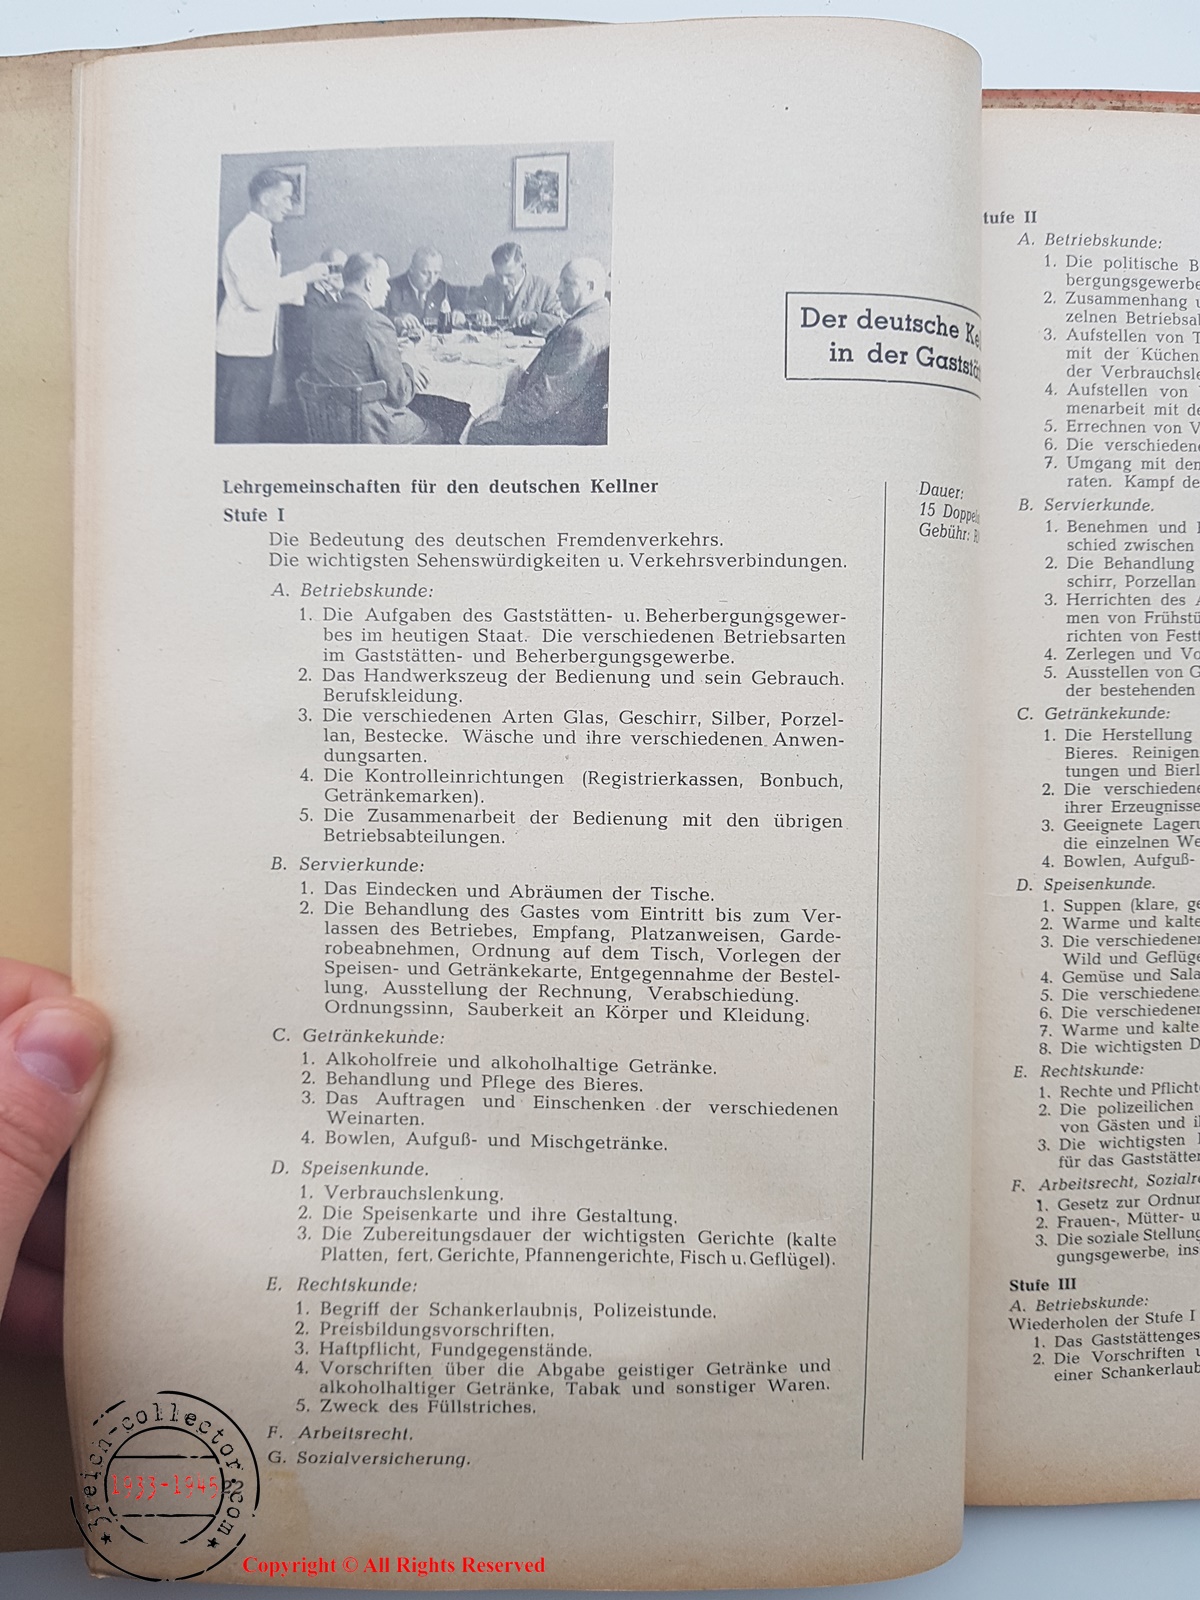 Der deutsche
in der
Lehrgemeinschaften für den deutschen Kellner
Stufe I
Die Bedeutung des deutschen Fremdenverkehrs.
Die wichtigsten Sehenswürdigkeiten u. Verkehrsverbindungen.
A. Betriebskunde:
1. Die Aufgaben des Gaststätten- u. Beherbergungsgewer-
bes im heutigen Staat. Die verschiedenen Betriebsarten
im Gaststätten- und Beherbergungsgewerbe.
2. Das Handwerkszeug der Bedienung und sein Gebrauch.
Berufskleidung.
3. Die verschiedenen Arten Glas, Geschirr, Silber, Porzel-
lan, Bestecke. Wäsche und ihre verschiedenen Anwen-
dungsarten.
4. Die Kontrolleinrichtungen (Registrierkassen, Bonbuch,
Getränkemarken).
5. Die Zusammenarbeit der Bedienung mit den übrigen
Betriebsabteilungen.
B. Servierkunde:
1. Das Eindecken und Abräumen der Tische.
2. Die Behandlung des Gastes vom Eintritt bis zum Ver-
lassen des Betriebes, Empfang, Platzanweisen, Garde-
robeabnehmen, Ordnung auf dem Tisch, Vorlegen der
Speisen- und Getränkekarte, Entgegennahme der Bestel-
lung, Ausstellung der Rechnung, Verabschiedung.
Ordnungssinn, Sauberkeit an Körper und Kleidung.
C. Getränkekunde:
1. Alkoholfreie und alkoholhaltige Getränke.
2. Behandlung und Pflege des Bieres.
3. Das Auftragen und Einschenken der verschiedenen
Weinarten.
4. Bowlen, Aufguß- und Mischgetränke.
D. Speisenkunde.
1. Verbrauchslenkung.
2. Die Speisenkarte und ihre Gestaltung.
3. Die Zubereitungsdauer der wichtigsten Gerichte (kalte
Platten, fert. Gerichte, Pfannengerichte, Fisch u. Geflügel).
E. Rechtskunde:
1. Begriff der Schankerlaubnis, Polizeistunde.
2. Preisbildungsvorschriften.
3. Haftpflicht, Fundgegenstände.
4. Vorschriften über die Abgabe geistiger Getränke und
alkoholhaltiger Getränke, Tabak und sonstiger Waren.
5. Zweck des Füllstriches.
F. Arbeitsrecht.
G. Sozialversicherung.
Dauer:
15
Gebühr:
tufe II
A. Betriebskunde:
1. Die politische B
bergungsgewerbe
2. Zusammenhang u
zelnen Betriebsa
3. Aufstellen von T
mit der Küchen
der Verbrauchsle
4. Aufstellen von
menarbeit mit de
5. Errechnen von V
6. Die verschiedene
7. Umgang mit den
raten. Kampf de
B. Servierkunde.
1. Benehmen und
schied zwischen
2. Die Behandlung
schirr, Porzellan
3. Herrichten des
men von Frühstü
richten von Festt
4. Zerlegen und Vo
5. Ausstellen von G
der bestehenden
C. Getränkekunde:
1. Die Herstellung
Bieres. Reinigen
tungen und Bierl
2. Die verschiedene
ihrer Erzeugnisse
3. Geeignete Lageru
die einzelnen We
4. Bowlen, Aufguß-
D. Speisenkunde.
1. Suppen (klare, ge
2. Warme und kalte
3. Die verschiedenen
Wild und Geflüge
4. Gemüse und Sala
5. Die verschiedene
6. Die verschiedenen
7. Warme und kalte
8. Die wichtigsten D
E. Rechtskunde:
1. Rechte und Pflicht
2. Die polizeilichen
von Gästen und ih
3. Die wichtigsten
für das Gaststätten
F. Arbeitsrecht, Sozialre
1. Gesetz zur Ordnun
2. Frauen-, Mütter- u
3. Die soziale Stellung
gungsgewerbe, ins
Stufe III
A. Betriebskunde:
Wiederholen der Stufe I
1. Das Gaststättenges
2. Die Vorschriften u
einer Schankerlaub
3reich-collector.com
1933-1945
Copyright © All Rights Reserved